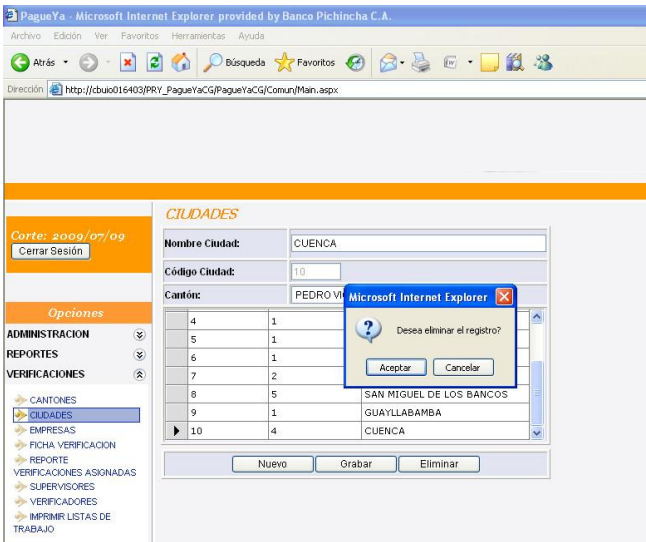 PagueYa - Microsoft Internet Explorer provided by Banco Pichincha C.A.
Archivo Edición Ver Favoritos Herramientas Ayuda
Atrás Búsqueda Favoritos
Dirección http://cbuio016403/PRY_PagueYaCG/PagueYaCG/Comun/Main.aspx
CIUDADES
Corte: 2009/07/09
Cerrar Sesión
Nombre Ciudad: CUENCA
Código Ciudad: 10
Cantón: PEDRO
Microsoft Internet Explorer
Desea eliminar el registro?
Aceptar Cancelar
4 1
5 1
6 1
7 2
8 5 SAN MIGUEL DE LOS BANCOS
9 1 GUAYLLABAMBA
10 4 CUENCA
Nuevo Grabar Eliminar
Opciones
ADMINISTRACION
REPORTES
VERIFICACIONES
CANTONES
CIUDADES
EMPRESAS
FICHA VERIFICACION
REPORTE
VERIFICACIONES ASIGNADAS
SUPERVISORES
VERIFICADORES
IMPRIMIR LISTAS DE
TRABAJO